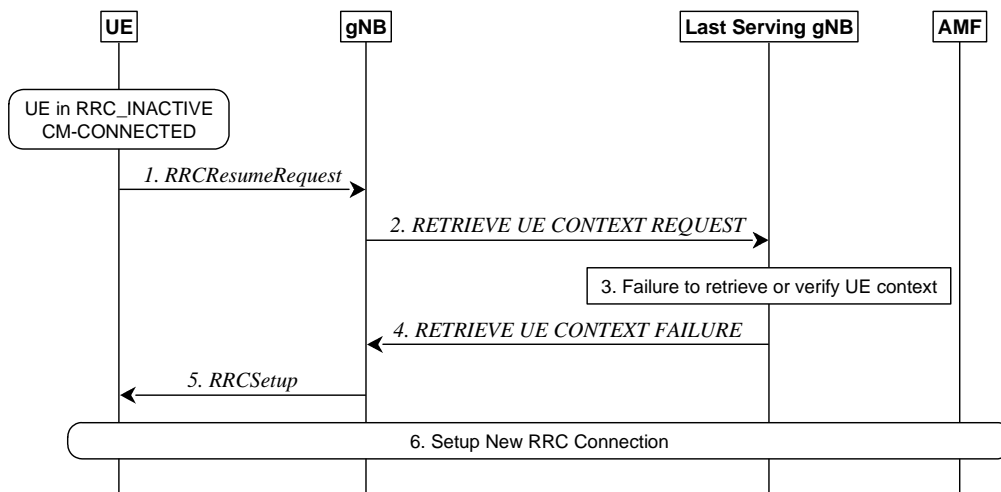 UE
gNB
Last Serving gNB
AMF
UE in RRC_INACTIVE
CM-CONNECTED
1. RRCResumeRequest
2. RETRIEVE UE CONTEXT REQUEST
3. Failure to retrieve or verify UE context
4. RETRIEVE UE CONTEXT FAILURE
5. RRCSetup
6. Setup New RRC Connection